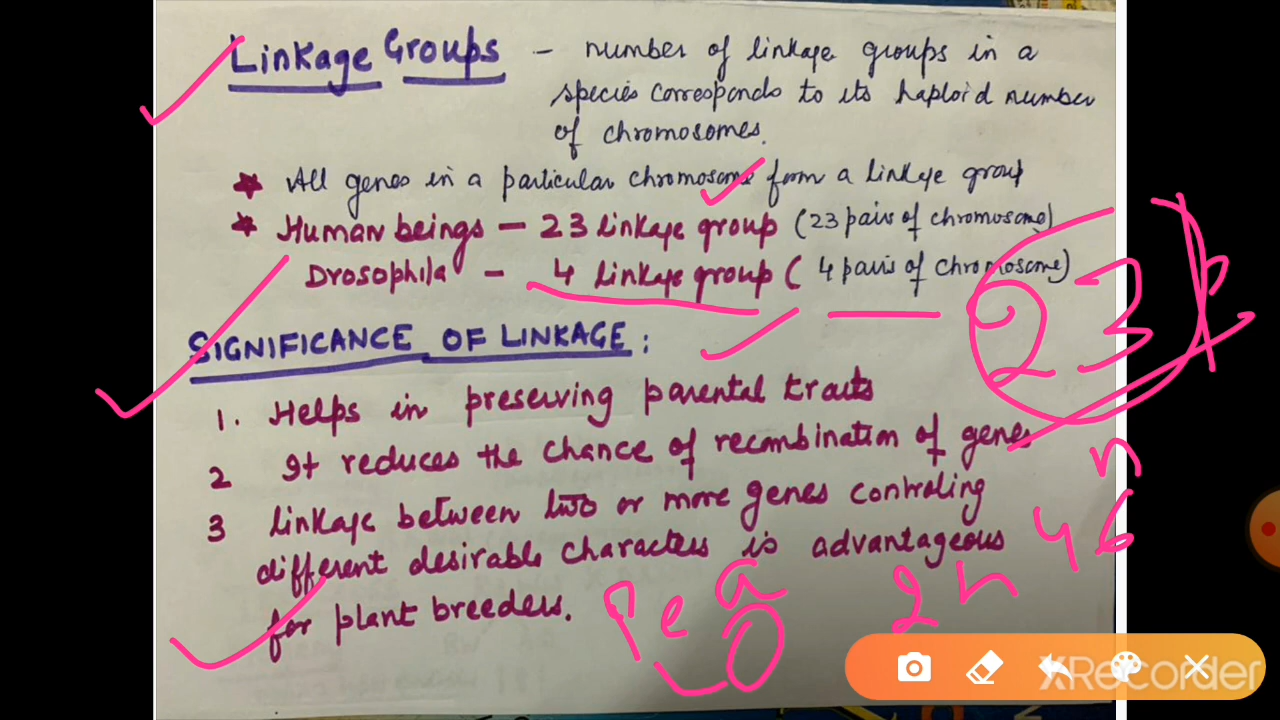 Linkage Groups - number of linkage groups in a
species corresponds to its haploid number
of chromosomes.
★ All genes in a particular chromosome form a linkage group
★ Human beings - 23 linkage group (23 pairs of chromosome)
Drosophila - 4 linkage group (4 pairs of chromosome)
SIGNIFICANCE OF LINKAGE:
1. Helps in preserving parental traits
2 It reduces the chance of recombination of genes
3 linkage between two or more genes controling
different desirable characters is advantageous
for plant breeders.
23
n
46
2n
Pea
XRecorder